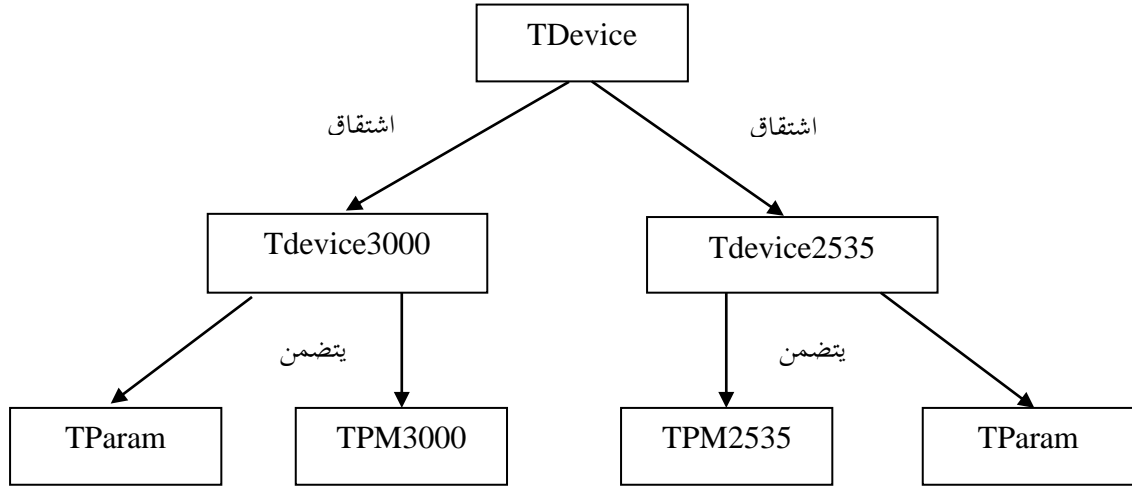 TDevice
اشتقاق
اشتقاق
Tdevice3000
Tdevice2535
يتضمن
يتضمن
TParam
TPM3000
TPM2535
TParam